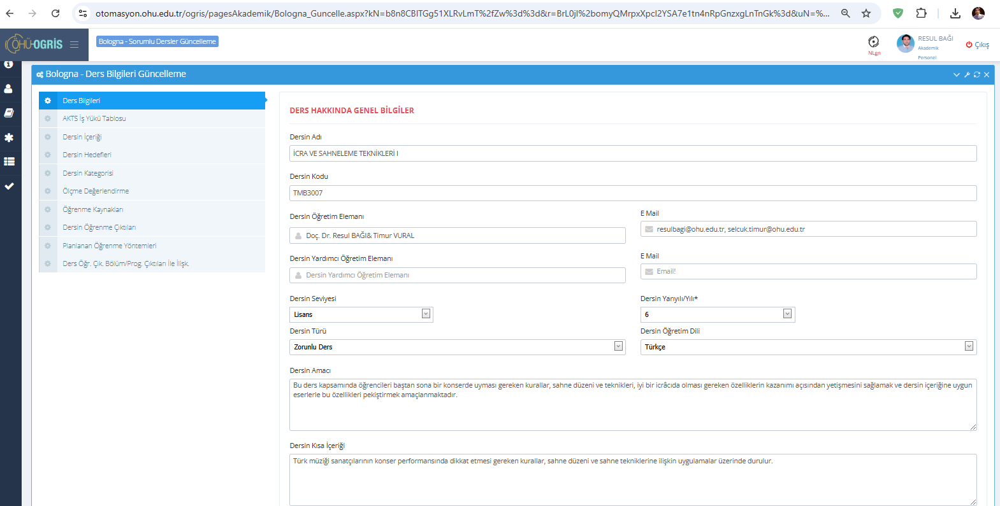 otomasyon.ohu.edu.tr/ogris/pagesAkademik/Bologna_Guncelle.aspx?kN=b8n8CBITGg51XLRvLmT%2fZw%3d%3d&r=BrL0jI%2bomyQMrpxXpcI2YSA7e1tn4nRpGnzxgLnTnGk%3d&uN=%...
ÖHÜ-OGRİS
Bologna - Sorumlu Dersler Güncelleme
NLgn
RESUL BAĞI
Akademik
Personel
Çıkış
Bologna - Ders Bilgileri Güncelleme
Ders Bilgileri
AKTS İş Yükü Tablosu
Dersin İçeriği
Dersin Hedefleri
Dersin Kategorisi
Ölçme Değerlendirme
Öğrenme Kaynakları
Dersin Öğrenme Çıktıları
Planlanan Öğrenme Yöntemleri
Ders Öğr. Çık. Bölüm/Prog. Çıktıları İle İlişk.
DERS HAKKINDA GENEL BİLGİLER
Dersin Adı
İCRA VE SAHNELEME TEKNİKLERİ I
Dersin Kodu
TMB3007
Dersin Öğretim Elemanı
E Mail
Doç. Dr. Resul BAĞI& Timur VURAL
resulbagi@ohu.edu.tr, selcuk.timur@ohu.edu.tr
Dersin Yardımcı Öğretim Elemanı
E Mail
Dersin Yardımcı Öğretim Elemanı
Email!
Dersin Seviyesi
Dersin Yarıyılı/Yılı*
Lisans
6
Dersin Türü
Dersin Öğretim Dili
Zorunlu Ders
Türkçe
Dersin Amacı
Bu ders kapsamında öğrencileri baştan sona bir konserde uyması gereken kurallar, sahne düzeni ve teknikleri, iyi bir icrâcıda olması gereken özelliklerin kazanımı açısından yetişmesini sağlamak ve dersin içeriğine uygun
eserlerle bu özellikleri pekiştirmek amaçlanmaktadır.
Dersin Kısa İçeriği
Türk müziği sanatçılarının konser performansında dikkat etmesi gereken kurallar, sahne düzeni ve sahne tekniklerine ilişkin uygulamalar üzerinde durulur.